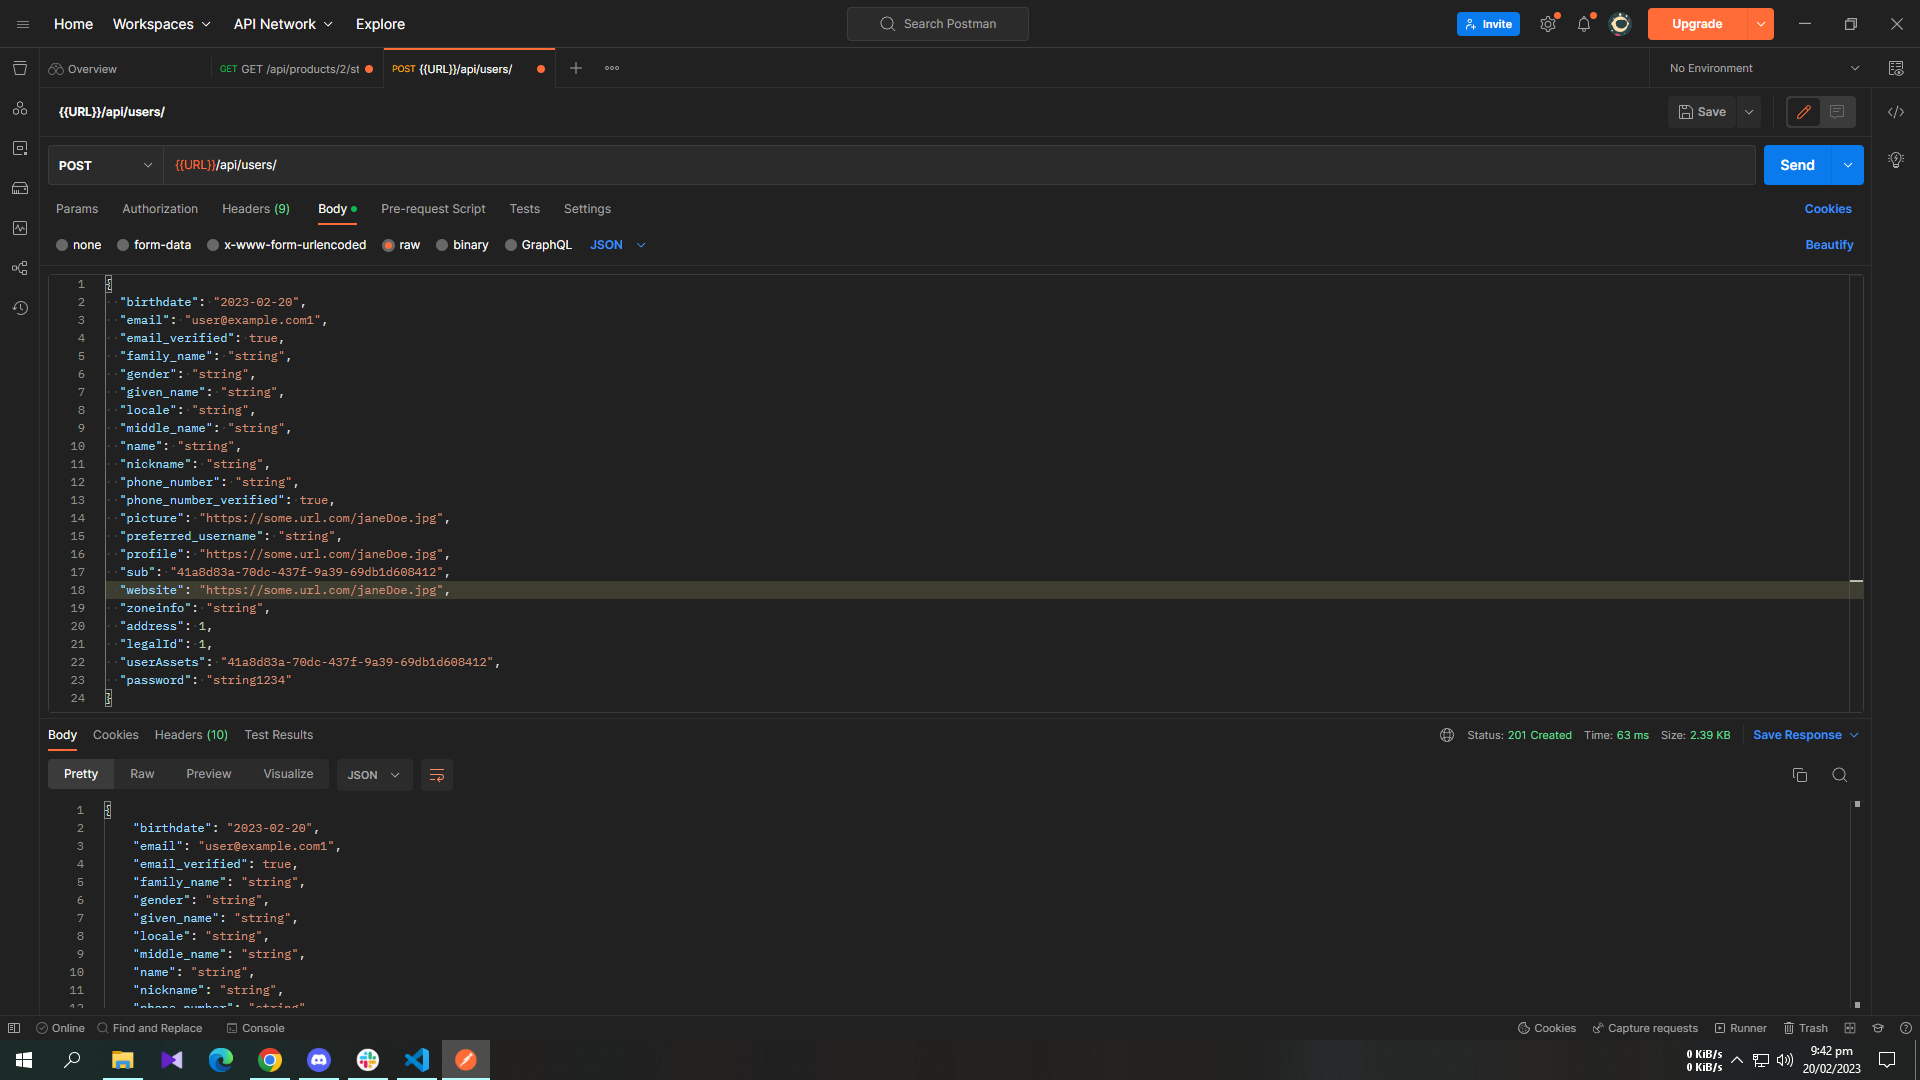 Home Workspaces API Network Explore Search Postman Invite Upgrade
Overview GET GET /api/products/2/st POST {{URL}}/api/users/ No Environment
{{URL}}/api/users/ Save
POST {{URL}}/api/users/ Send
Params Authorization Headers (9) Body Pre-request Script Tests Settings Cookies
none form-data x-www-form-urlencoded raw binary GraphQL JSON Beautify
1 {
2 "birthdate": "2023-02-20",
3 "email": "user@example.com1",
4 "email_verified": true,
5 "family_name": "string",
6 "gender": "string",
7 "given_name": "string",
8 "locale": "string",
9 "middle_name": "string",
10 "name": "string",
11 "nickname": "string",
12 "phone_number": "string",
13 "phone_number_verified": true,
14 "picture": "https://some.url.com/janeDoe.jpg",
15 "preferred_username": "string",
16 "profile": "https://some.url.com/janeDoe.jpg",
17 "sub": "41a8d83a-70dc-437f-9a39-69db1d608412",
18 "website": "https://some.url.com/janeDoe.jpg",
19 "zoneinfo": "string",
20 "address": 1,
21 "legalId": 1,
22 "userAssets": "41a8d83a-70dc-437f-9a39-69db1d608412",
23 "password": "string1234"
24 }
Body Cookies Headers (10) Test Results Status: 201 Created Time: 63 ms Size: 2.39 KB Save Response
Pretty Raw Preview Visualize JSON
1 {
2 "birthdate": "2023-02-20",
3 "email": "user@example.com1",
4 "email_verified": true,
5 "family_name": "string",
6 "gender": "string",
7 "given_name": "string",
8 "locale": "string",
9 "middle_name": "string",
10 "name": "string",
11 "nickname": "string",
12 "phone_number": "string"
Online Find and Replace Console Cookies Capture requests Runner Trash
0 KiB/s 9:42 pm
0 KiB/s 20/02/2023